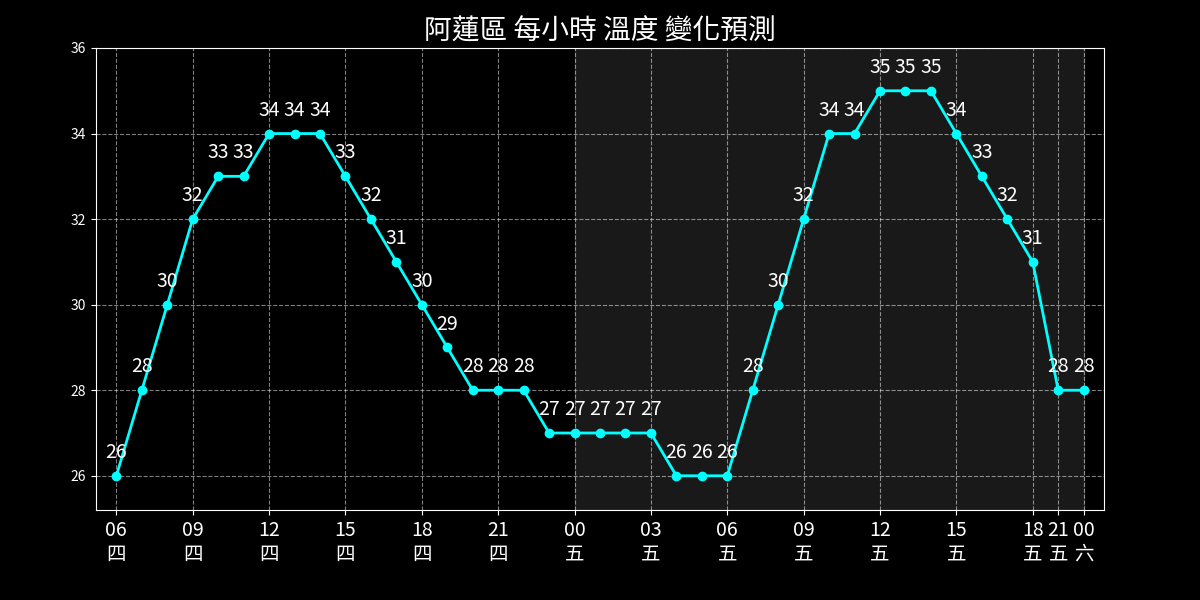 阿蓮區 每小時 溫度 變化預測
36
35 35 35
34 34 34 34 34 34
34
33 33 33 33
32 32 32 32
32
31 31
30 30 30
30
29
28 28 28 28 28 28 28
28
27 27 27 27 27
26 26 26 26
26
06 09 12 15 18 21 00 03 06 09 12 15 18 21 00
四 四 四 四 四 四 五 五 五 五 五 五 五 五 六